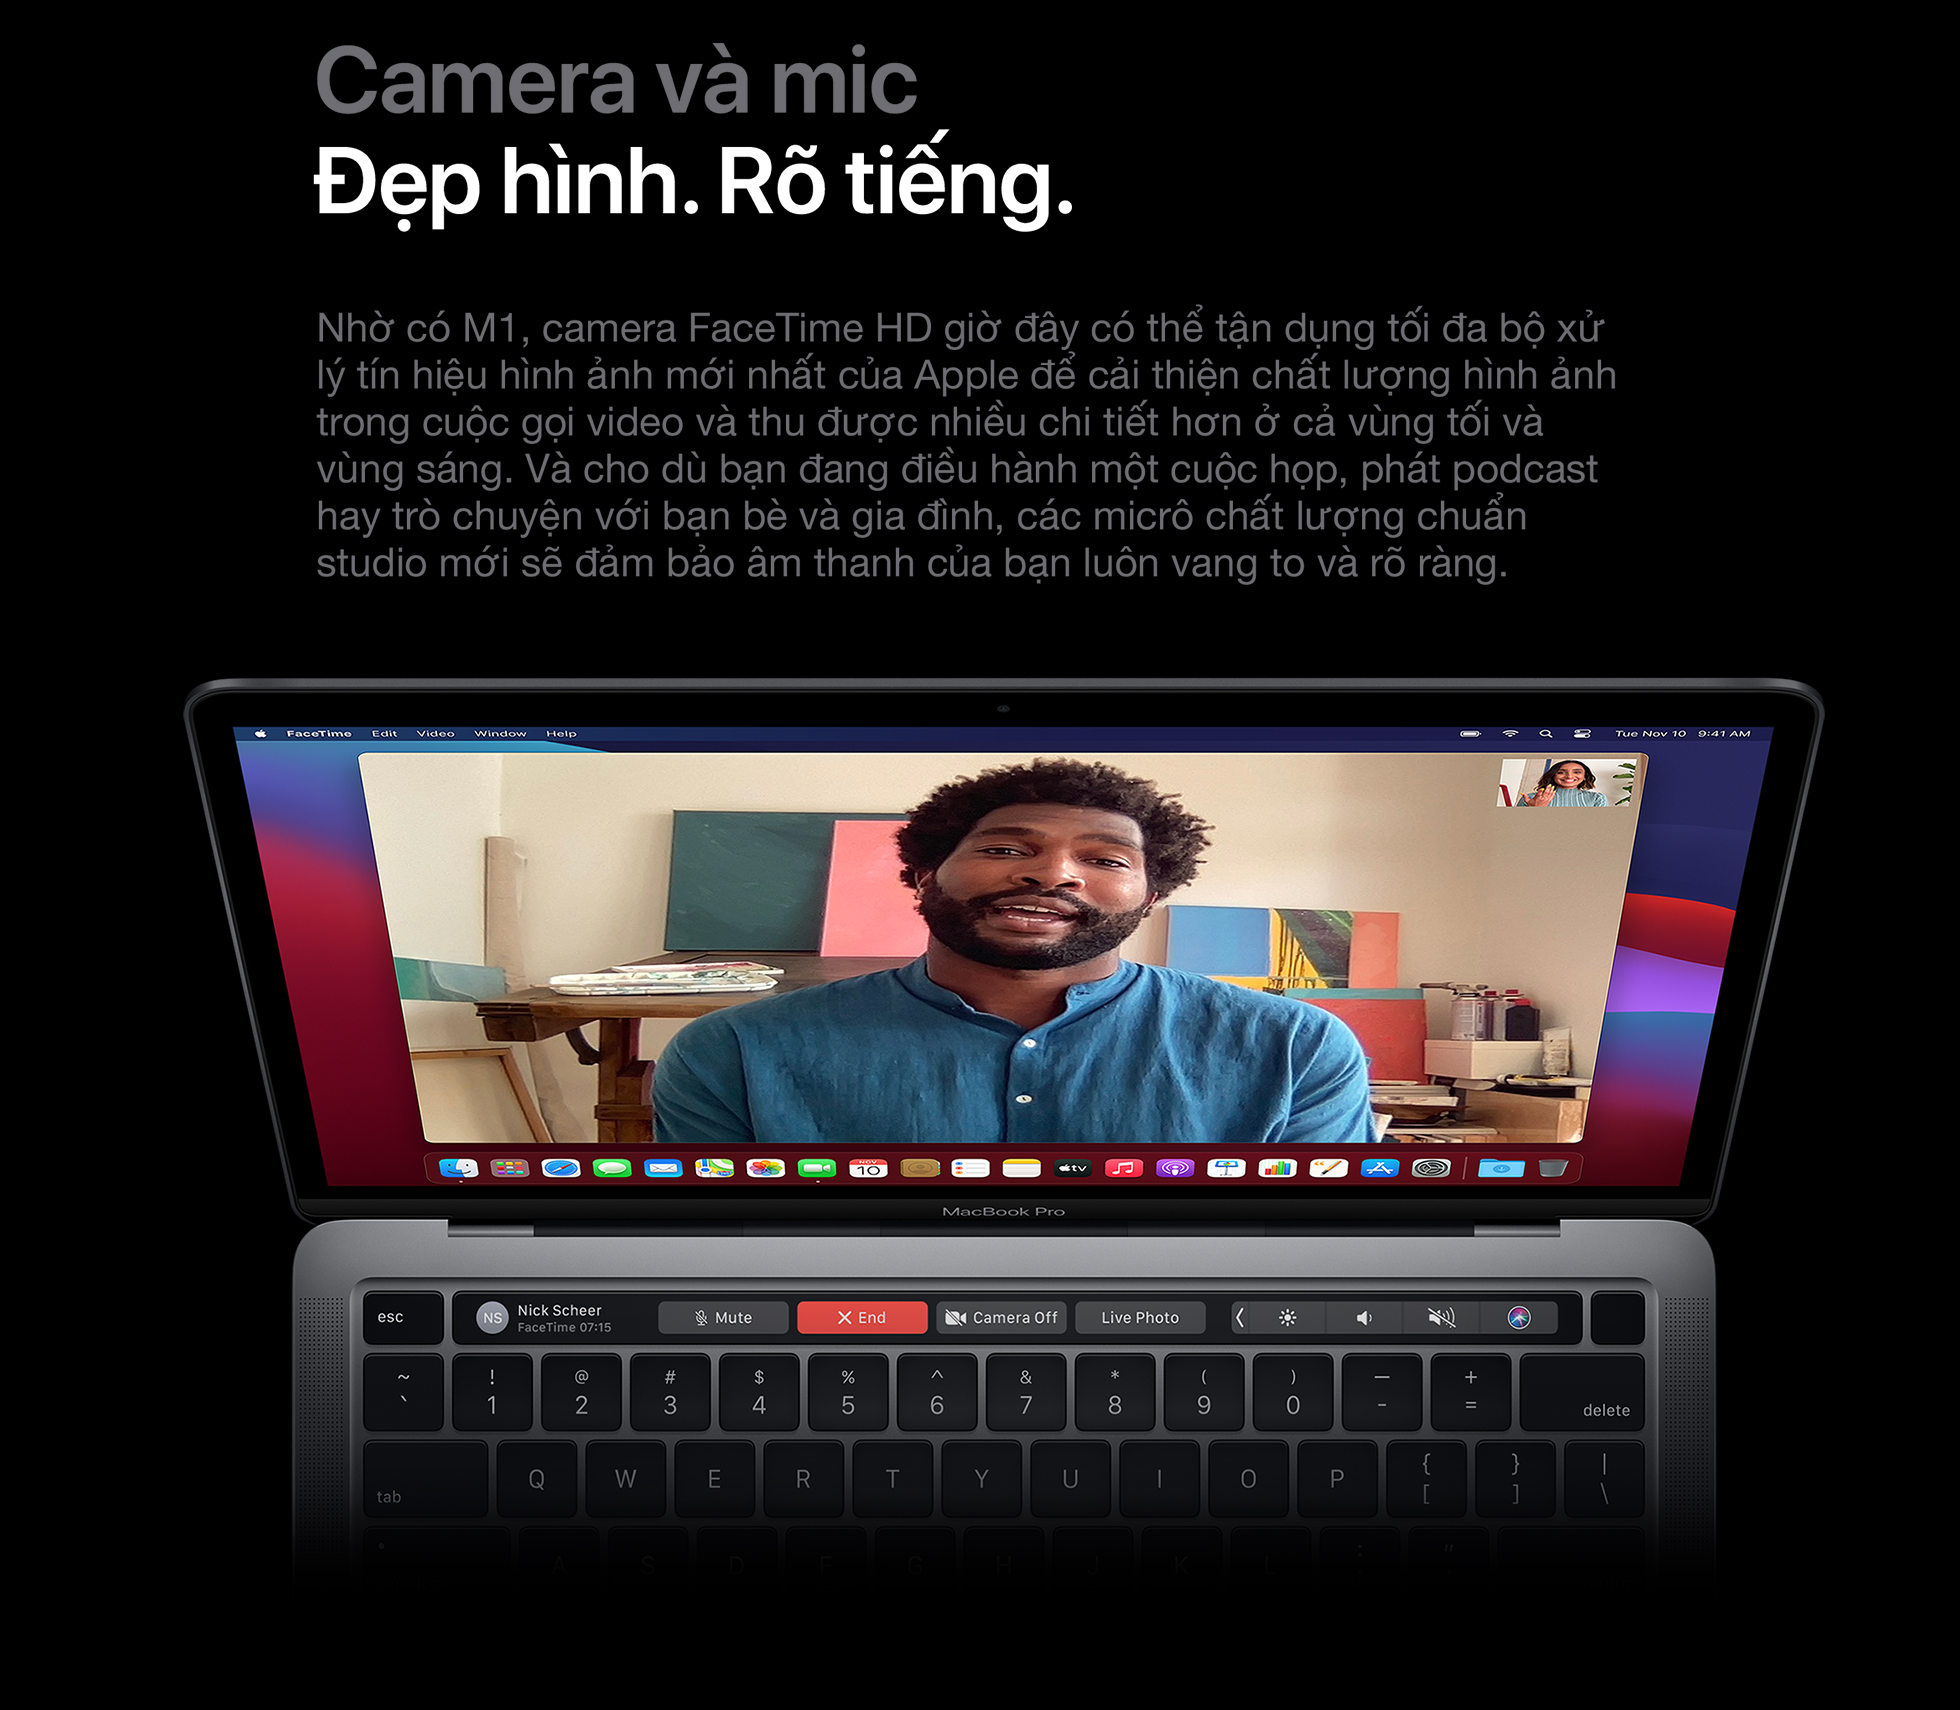 Camera và mic
Đẹp hình. Rõ tiếng.
Nhờ có M1, camera FaceTime HD giờ đây có thể tận dụng tối đa bộ xử
lý tín hiệu hình ảnh mới nhất của Apple để cải thiện chất lượng hình ảnh
trong cuộc gọi video và thu được nhiều chi tiết hơn ở cả vùng tối và
vùng sáng. Và cho dù bạn đang điều hành một cuộc họp, phát podcast
hay trò chuyện với bạn bè và gia đình, các micrô chất lượng chuẩn
studio mới sẽ đảm bảo âm thanh của bạn luôn vang to và rõ ràng.
FaceTime Edit Video Window Help Tue Nov 10 9:41 AM
NOV
10
tv
MacBook Pro
esc NS Nick Scheer Mute End Camera Off Live Photo
FaceTime 07:15
~ ! @ # $ % ^ & * ( ) — +
` 1 2 3 4 5 6 7 8 9 0 - = delete
tab Q W E R T Y U I O P { } |
[ ] \
A S D F G H J K L : "
;